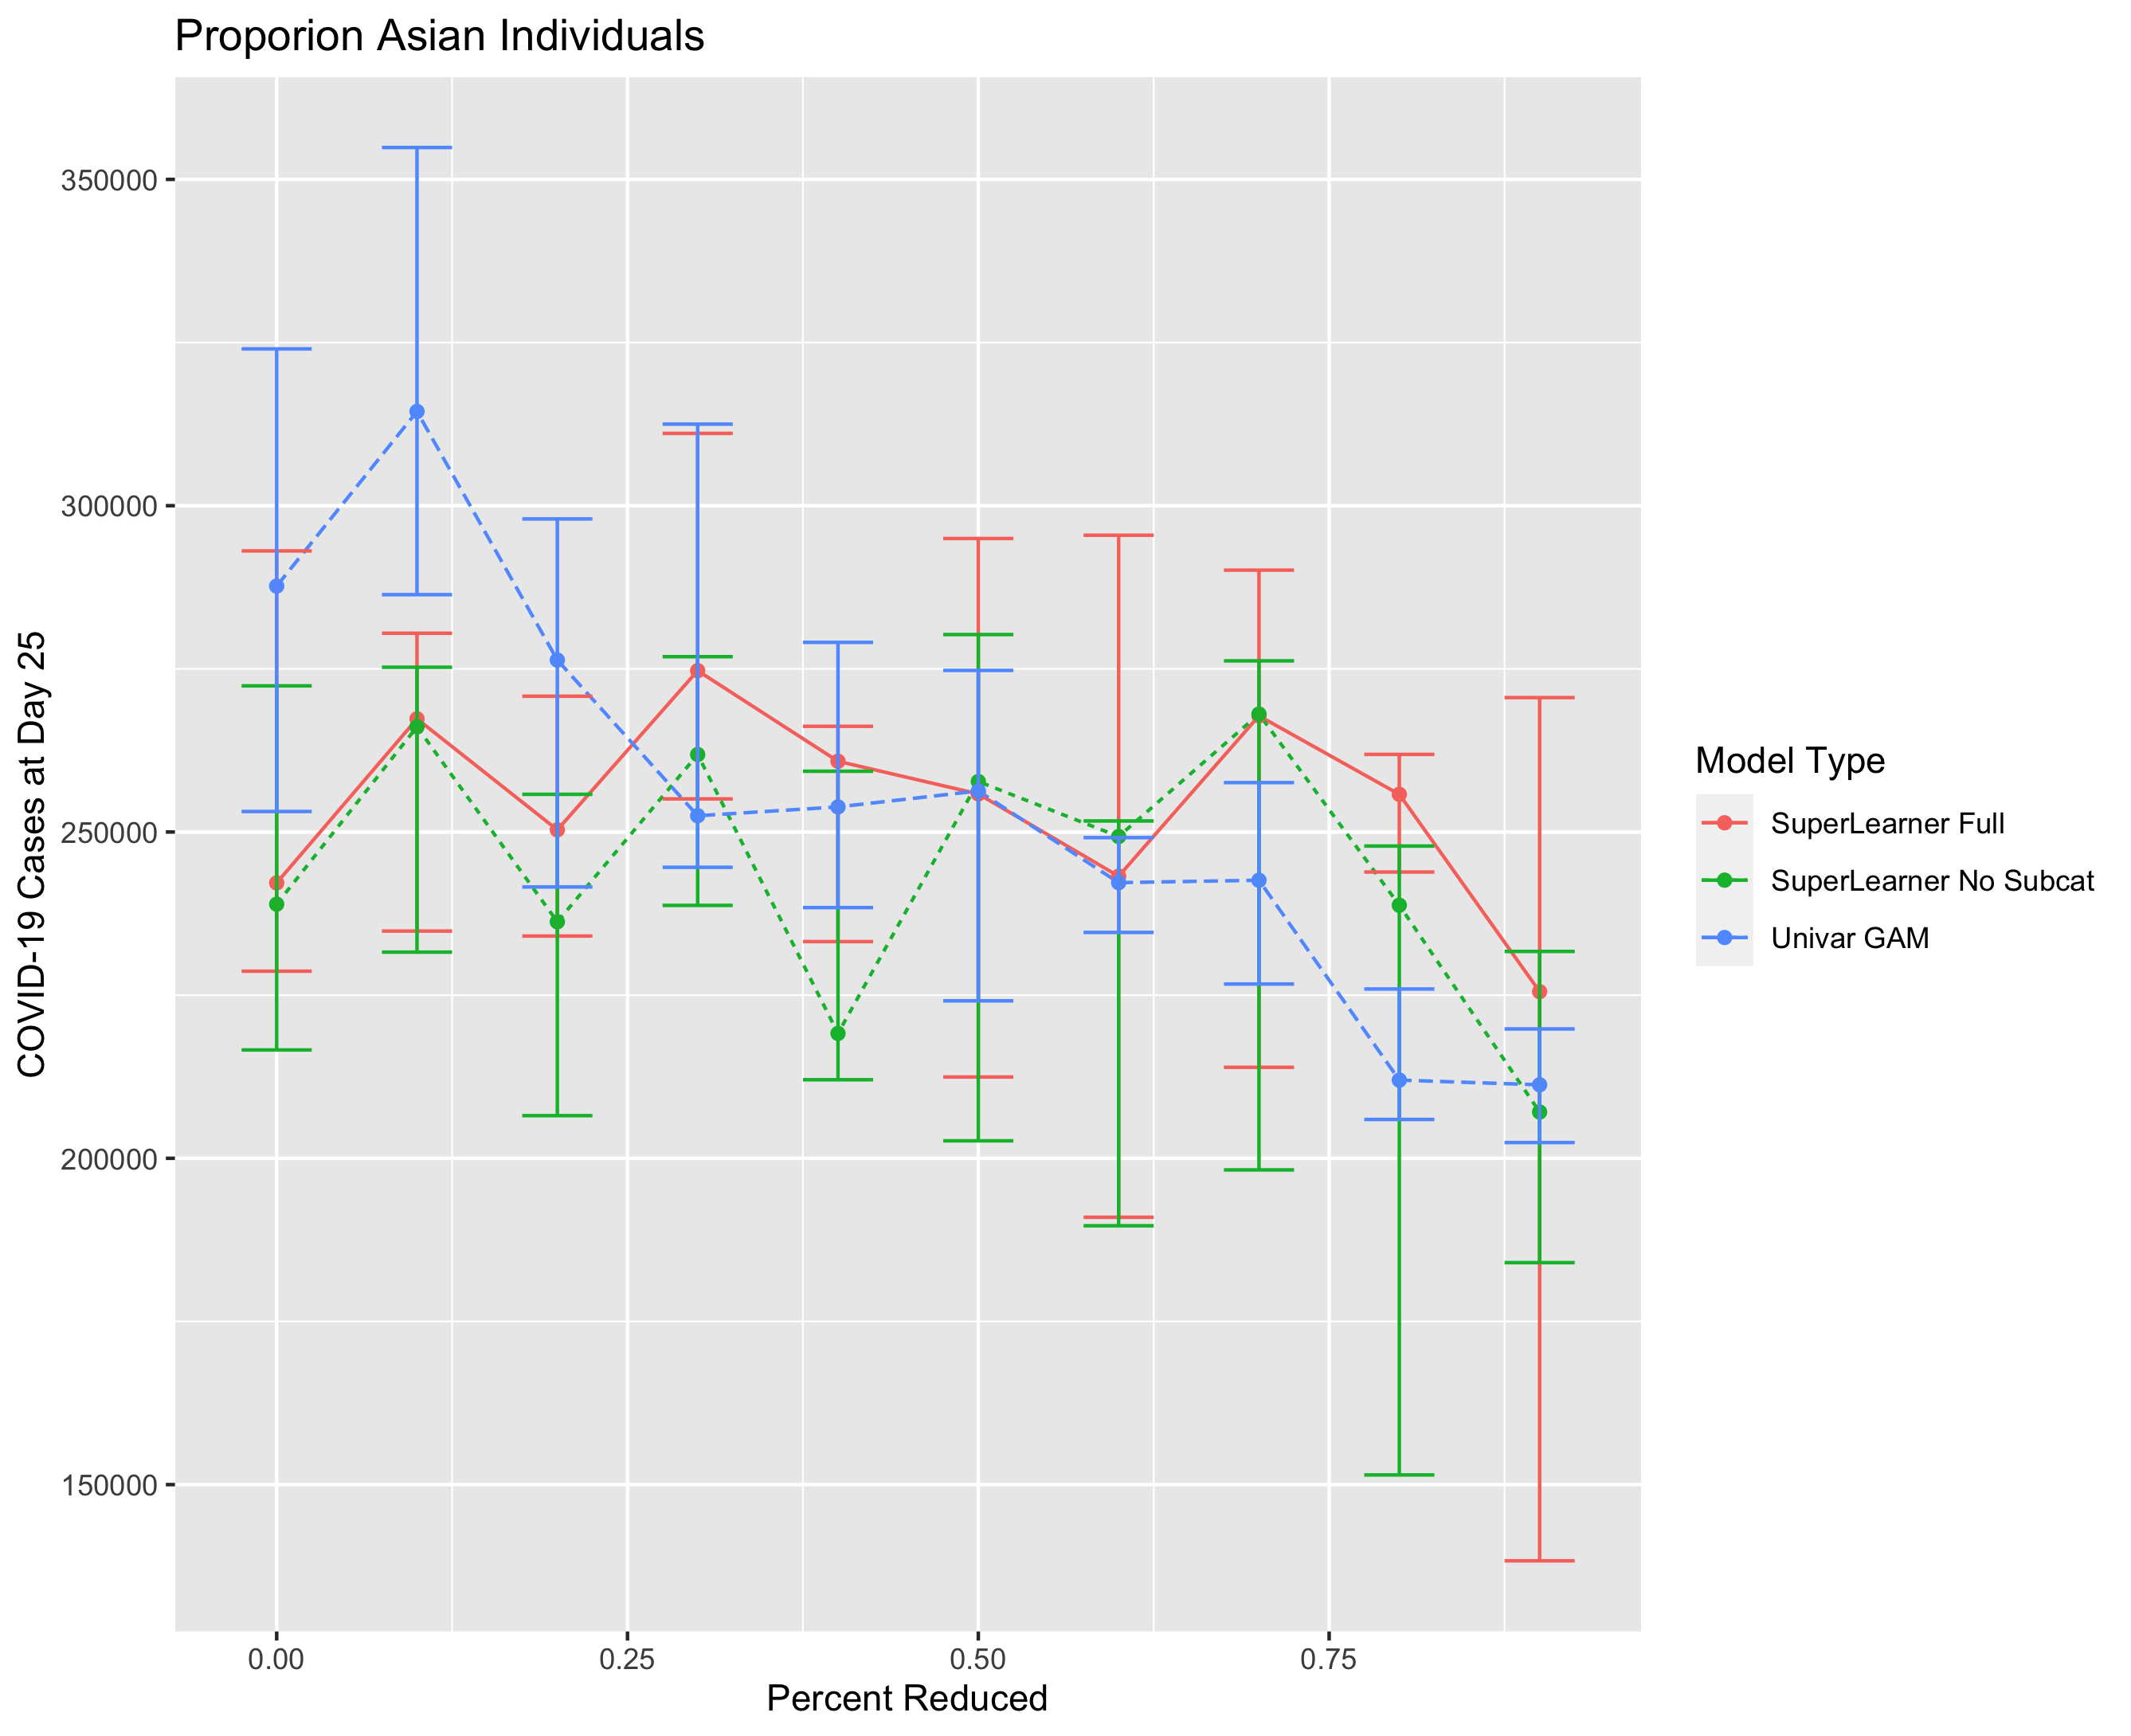 Proporion Asian Individuals
COVID-19 Cases at Day 25
350000
300000
250000
200000
150000
0.00
0.25
0.50
0.75
Percent Reduced
Model Type
SuperLearner Full
SuperLearner No Subcat
Univar GAM